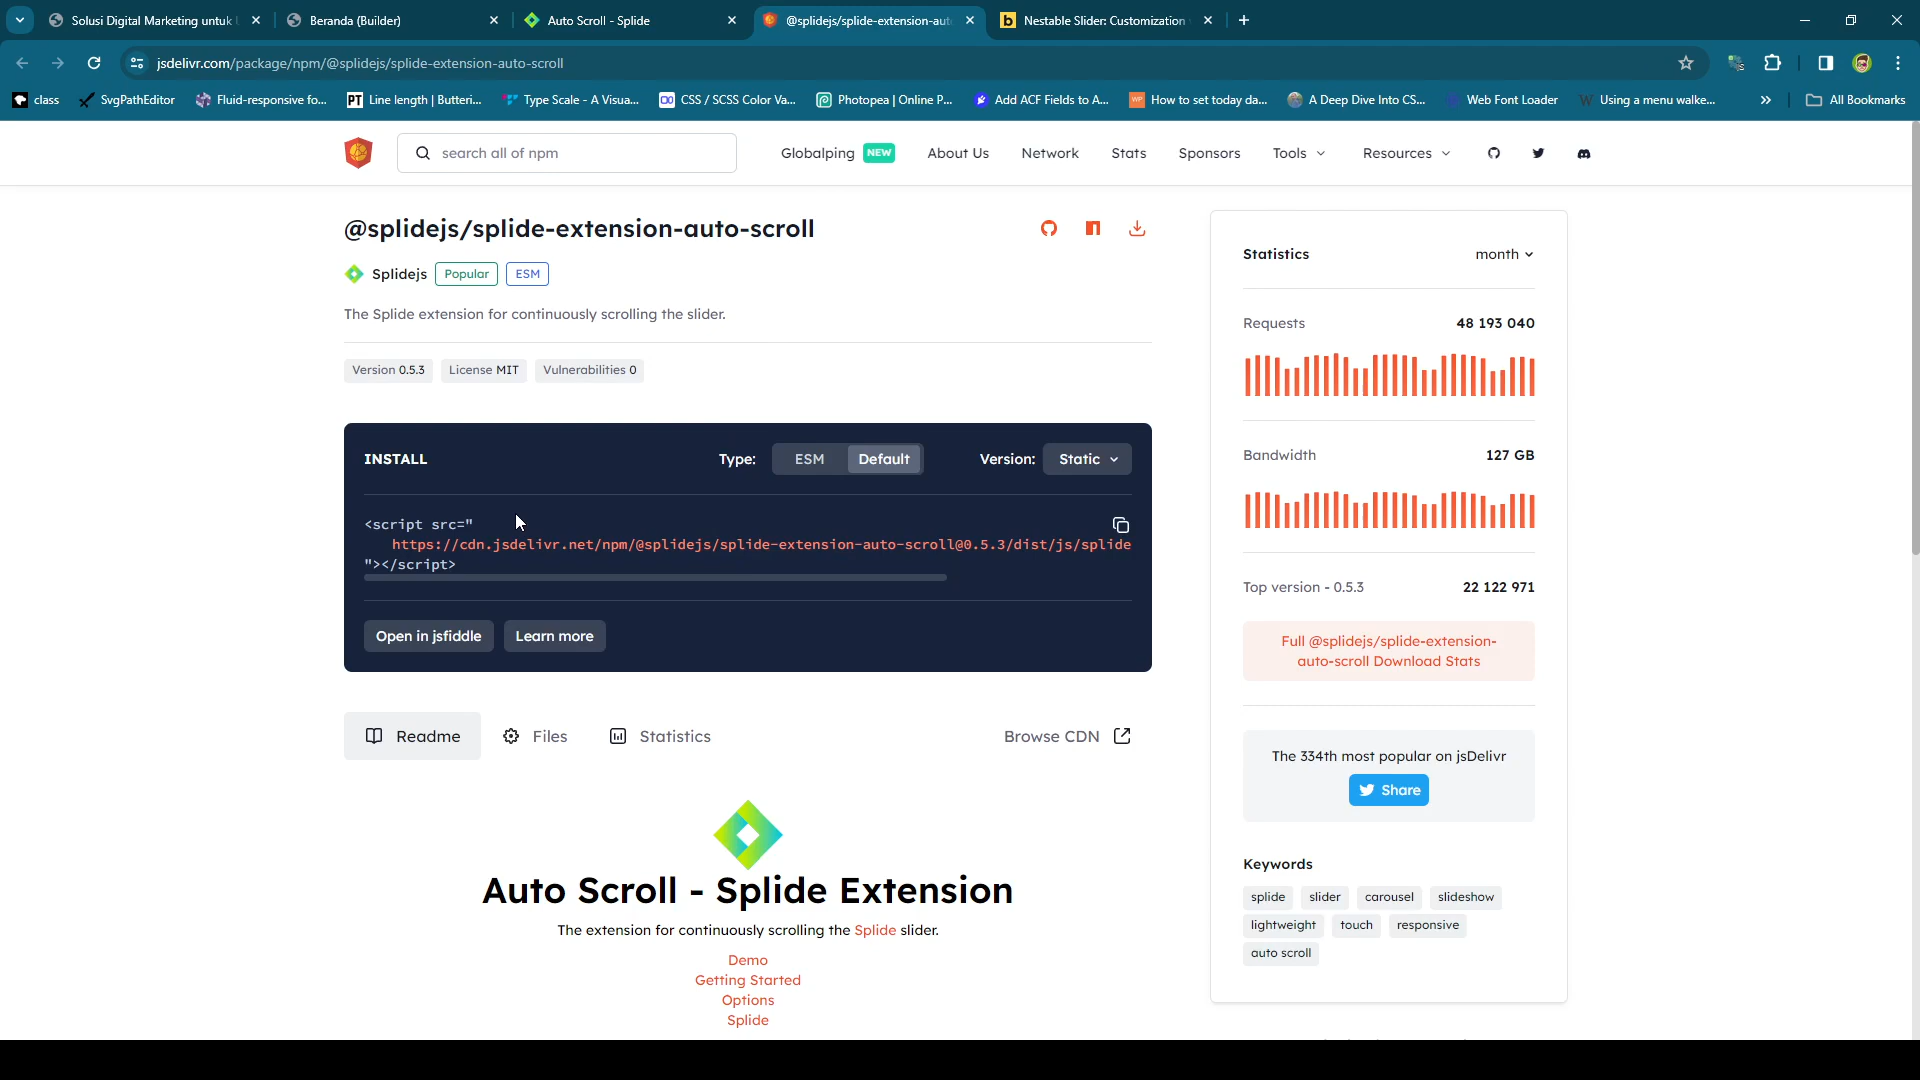 Solusi Digital Marketing untuk
Beranda (Builder)
Auto Scroll - Splide
@splidejs/splide-extension-aut
Nestable Slider: Customization
jsdelivr.com/package/npm/@splidejs/splide-extension-auto-scroll
class
SvgPathEditor
Fluid-responsive fo...
PT Line length | Butteri...
Type Scale - A Visua...
CSS / SCSS Color Va...
Photopea | Online P...
Add ACF Fields to A...
WP How to set today da...
A Deep Dive Into CS...
Web Font Loader
W Using a menu walke...
All Bookmarks
search all of npm
Globalping NEW
About Us
Network
Stats
Sponsors
Tools
Resources
@splidejs/splide-extension-auto-scroll
Splidejs Popular ESM
The Splide extension for continuously scrolling the slider.
Version 0.5.3 License MIT Vulnerabilities 0
INSTALL Type: ESM Default Version: Static
<script src="
https://cdn.jsdelivr.net/npm/@splidejs/splide-extension-auto-scroll@0.5.3/dist/js/splide
"></script>
Open in jsfiddle Learn more
Readme Files Statistics Browse CDN
Auto Scroll - Splide Extension
The extension for continuously scrolling the Splide slider.
Demo
Getting Started
Options
Splide
Statistics month
Requests 48 193 040
Bandwidth 127 GB
Top version - 0.5.3 22 122 971
Full @splidejs/splide-extension-
auto-scroll Download Stats
The 334th most popular on jsDelivr
Share
Keywords
splide slider carousel slideshow
lightweight touch responsive
auto scroll